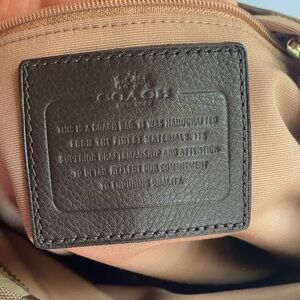 COACH
THIS IS A COACH BAG. IT WAS HANDCRAFTED
FROM THE FINEST MATERIALS. ITS
SUPERIOR CRAFTSMANSHIP AND ATTENTION
TO DETAIL REFLECT OUR COMMITMENT
TO ENDURING QUALITY.